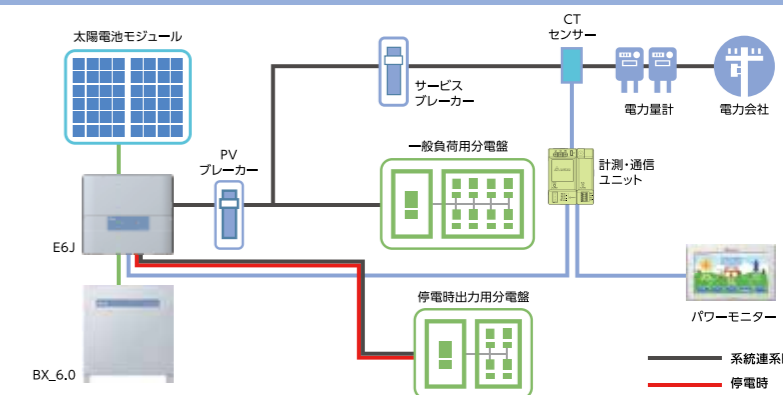 CT
センサー
太陽電池モジュール
サービス
ブレーカー
電力量計
電力会社
PV
ブレーカー
一般負荷用分電盤
計測・通信
ユニット
E6J
停電時出力用分電盤
パワーモニター
BX_6.0
系統連系
停電時